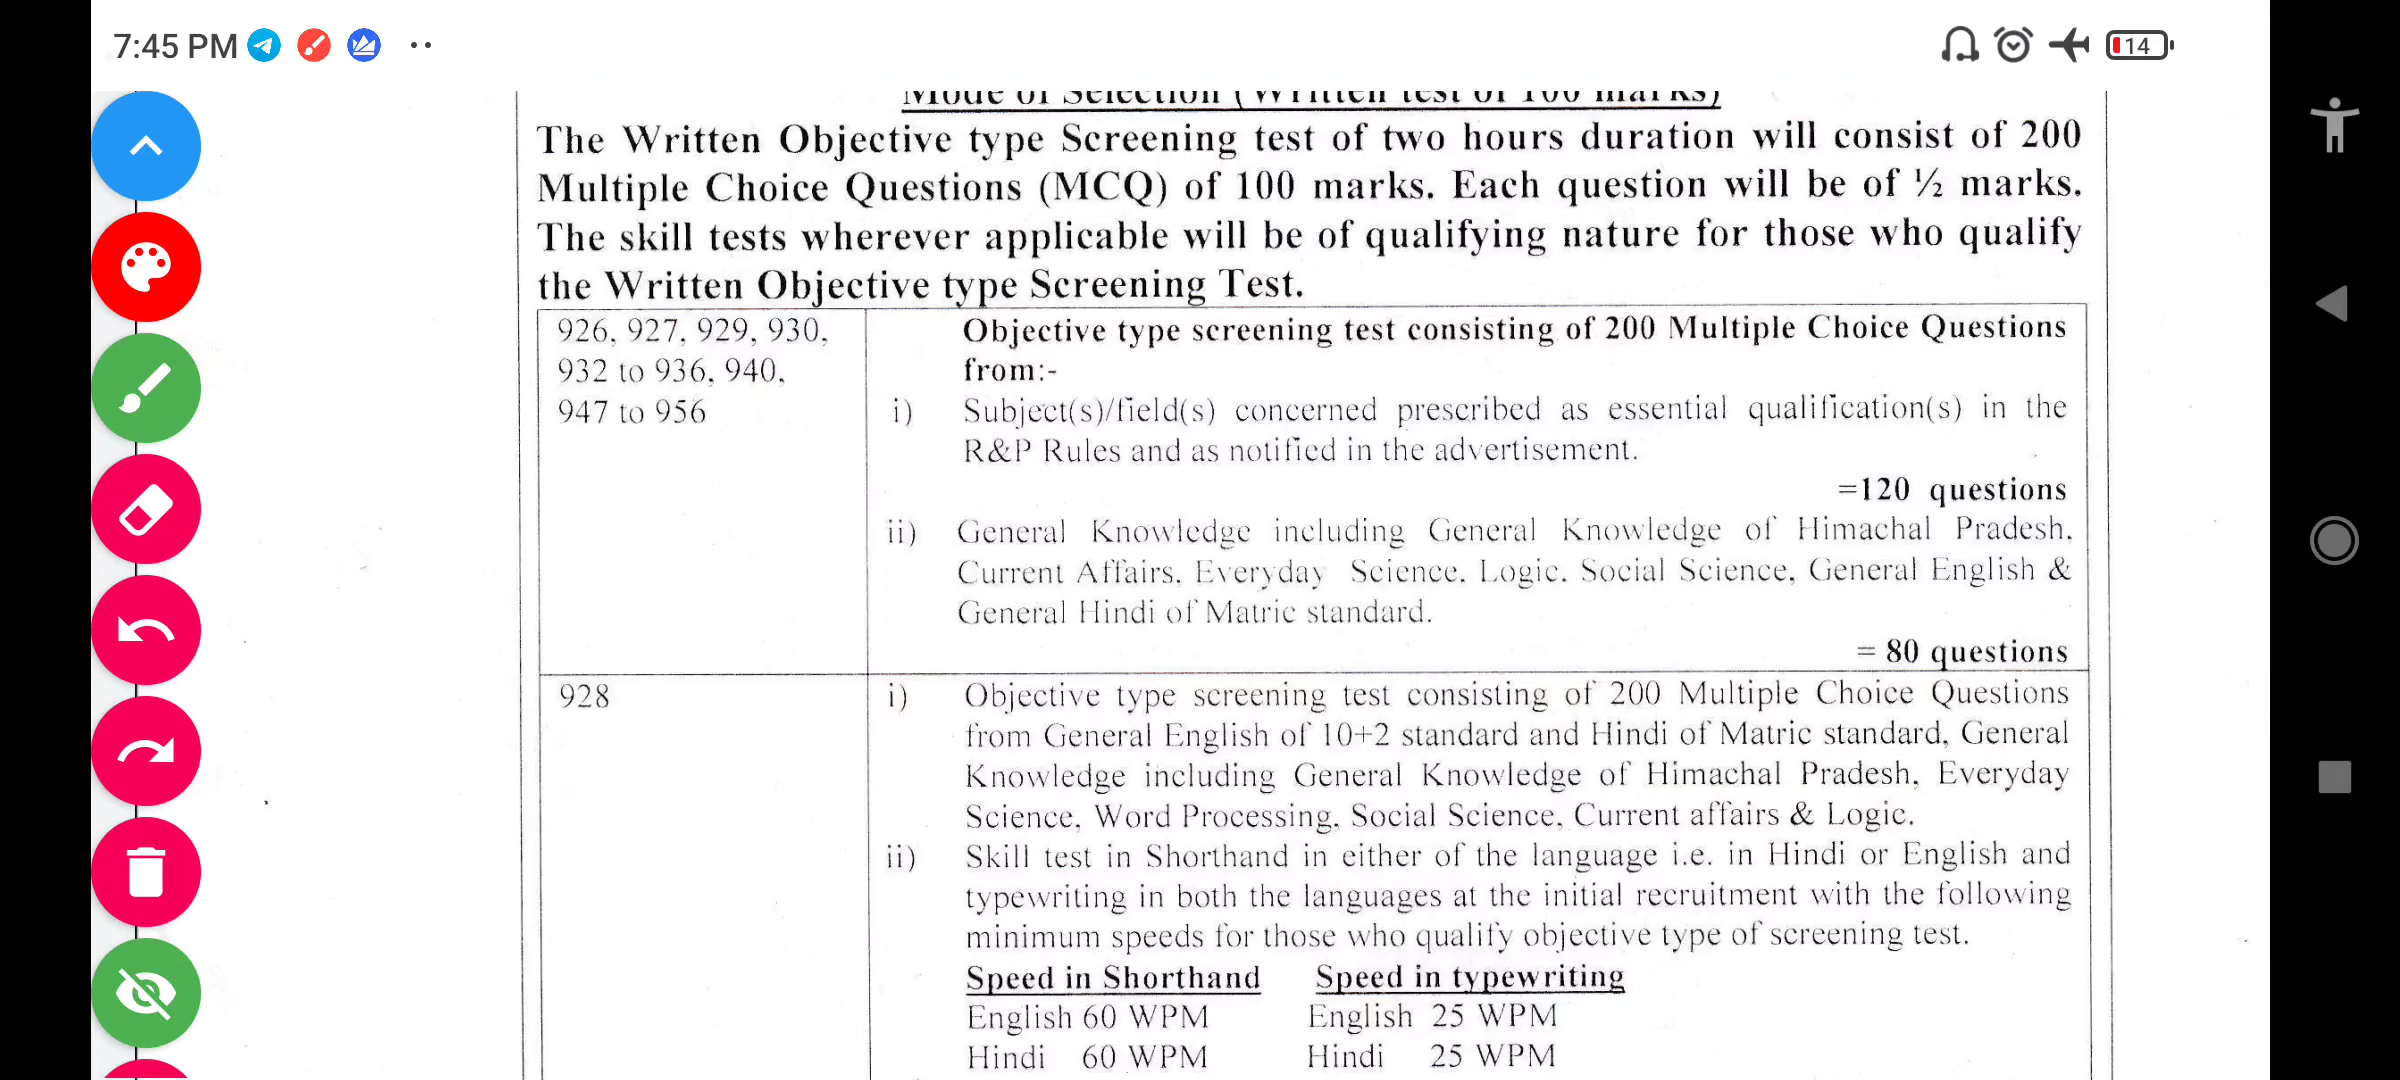 7:45 PM
14
Mode of Selection (Written test of 100 marks)
The Written Objective type Screening test of two hours duration will consist of 200
Multiple Choice Questions (MCQ) of 100 marks. Each question will be of ½ marks.
The skill tests wherever applicable will be of qualifying nature for those who qualify
the Written Objective type Screening Test.
926, 927, 929, 930,
932 to 936, 940,
947 to 956
Objective type screening test consisting of 200 Multiple Choice Questions
from:-
i) Subject(s)/field(s) concerned prescribed as essential qualification(s) in the
R&P Rules and as notified in the advertisement.
=120 questions
ii) General Knowledge including General Knowledge of Himachal Pradesh,
Current Affairs, Everyday Science, Logic, Social Science, General English &
General Hindi of Matric standard.
= 80 questions
928
i) Objective type screening test consisting of 200 Multiple Choice Questions
from General English of 10+2 standard and Hindi of Matric standard, General
Knowledge including General Knowledge of Himachal Pradesh, Everyday
Science, Word Processing, Social Science, Current affairs & Logic.
ii) Skill test in Shorthand in either of the language i.e. in Hindi or English and
typewriting in both the languages at the initial recruitment with the following
minimum speeds for those who qualify objective type of screening test.
Speed in Shorthand Speed in typewriting
English 60 WPM English 25 WPM
Hindi 60 WPM Hindi 25 WPM